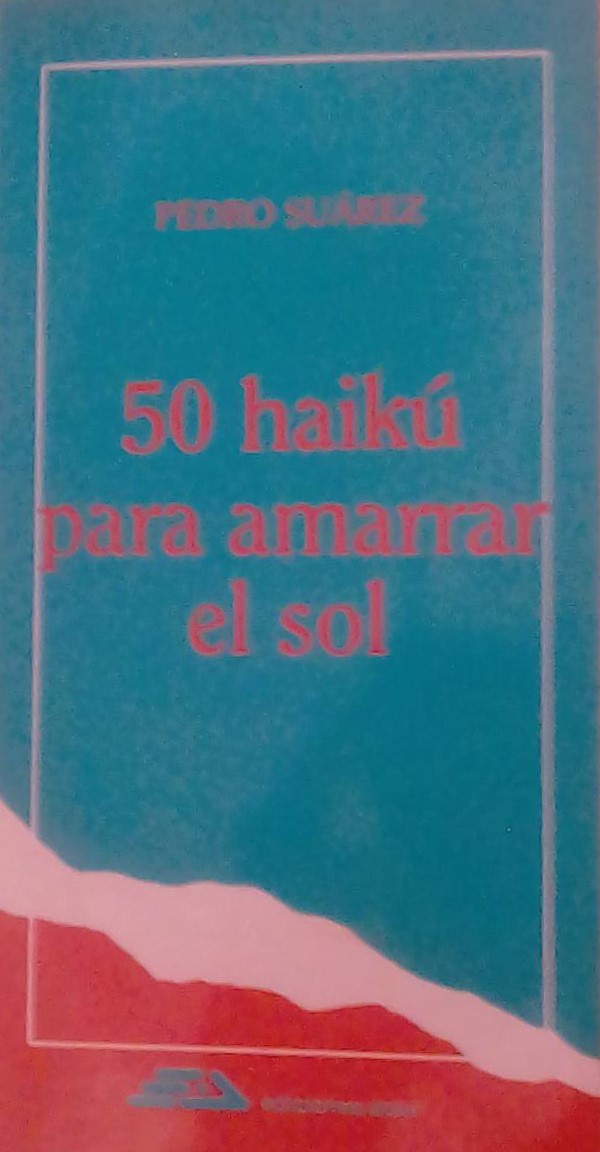 PEDRO SUÁREZ
50 haikú
para amarrar
el sol